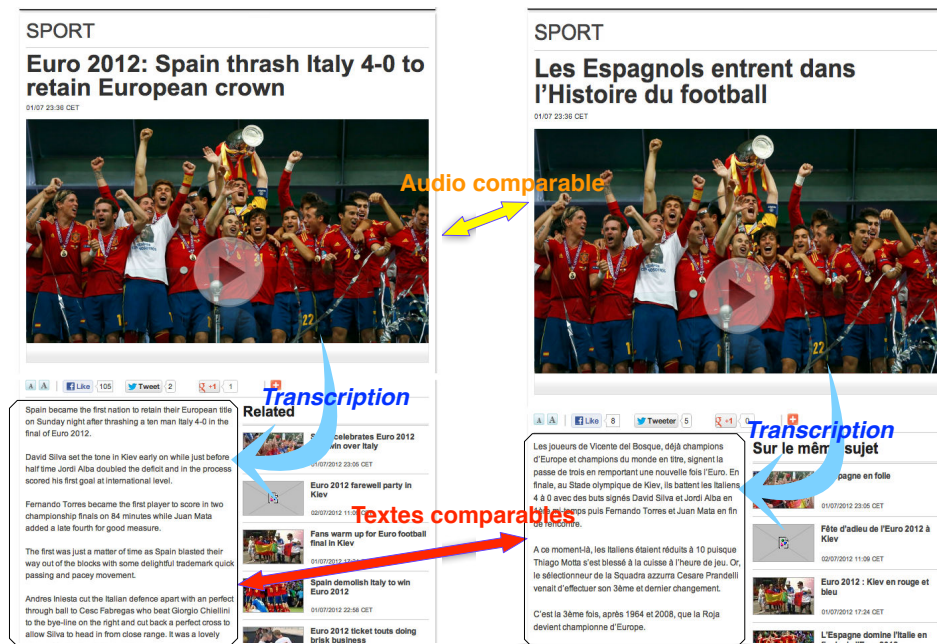 SPORT
Euro 2012: Spain thrash Italy 4-0 to
retain European crown
01/07 23:36 CET
Audio comparable
A A Like 105 Tweet 2 +1 1
Transcription
Spain became the first nation to retain their European title
on Sunday night after thrashing a ten man Italy 4-0 in the
final of Euro 2012.
David Silva set the tone in Kiev early on while just before
half time Jordi Alba doubled the deficit and in the process
scored his first goal at international level.
Fernando Torres became the first player to score in two
championship finals on 84 minutes while Juan Mata
added a late fourth for good measure.
The first was just a matter of time as Spain blasted their
way out of the blocks with some delightful trademark quick
passing and pacey movement.
Andres Iniesta cut the Italian defence apart with an perfect
through ball to Cesc Fabregas who beat Giorgio Chiellini
to the bye-line on the right and cut back a perfect cross to
allow Silva to head in from close range. It was a lovely
Related
celebrates Euro 2012
win over Italy
01/07/2012 23:05 CET
Euro 2012 farewell party in
Kiev
02/07/2012 11:09 CET
Textes comparables
Fans warm up for Euro football
final in Kiev
01/07/2012
Spain demolish Italy to win
Euro 2012
01/07/2012 22:58 CET
Euro 2012 ticket touts doing
brisk business
SPORT
Les Espagnols entrent dans
l'Histoire du football
01/07 23:36 CET
A A Like 8 Tweeter 5 +1 0
Transcription
Les joueurs de Vicente del Bosque, déjà champions
d'Europe et champions du monde en titre, signent la
passe de trois en remportant une nouvelle fois l'Euro. En
finale, au Stade olympique de Kiev, ils battent les Italiens
4 à 0 avec des buts signés David Silva et Jordi Alba en
mi-temps puis Fernando Torres et Juan Mata en fin
de rencontre.
A ce moment-là, les Italiens étaient réduits à 10 puisque
Thiago Motta s'est blessé à la cuisse à l'heure de jeu. Or,
le sélectionneur de la Squadra azzurra Cesare Prandelli
venait d'effectuer son 3ème et dernier changement.
C'est la 3ème fois, après 1964 et 2008, que la Roja
devient championne d'Europe.
Sur le même sujet
pagne en folie
01/07/2012 23:05 CET
Fête d'adieu de l'Euro 2012 à
Kiev
02/07/2012 11:09 CET
Euro 2012 : Kiev en rouge et
bleu
01/07/2012 17:24 CET
L'Espagne domine l'Italie en